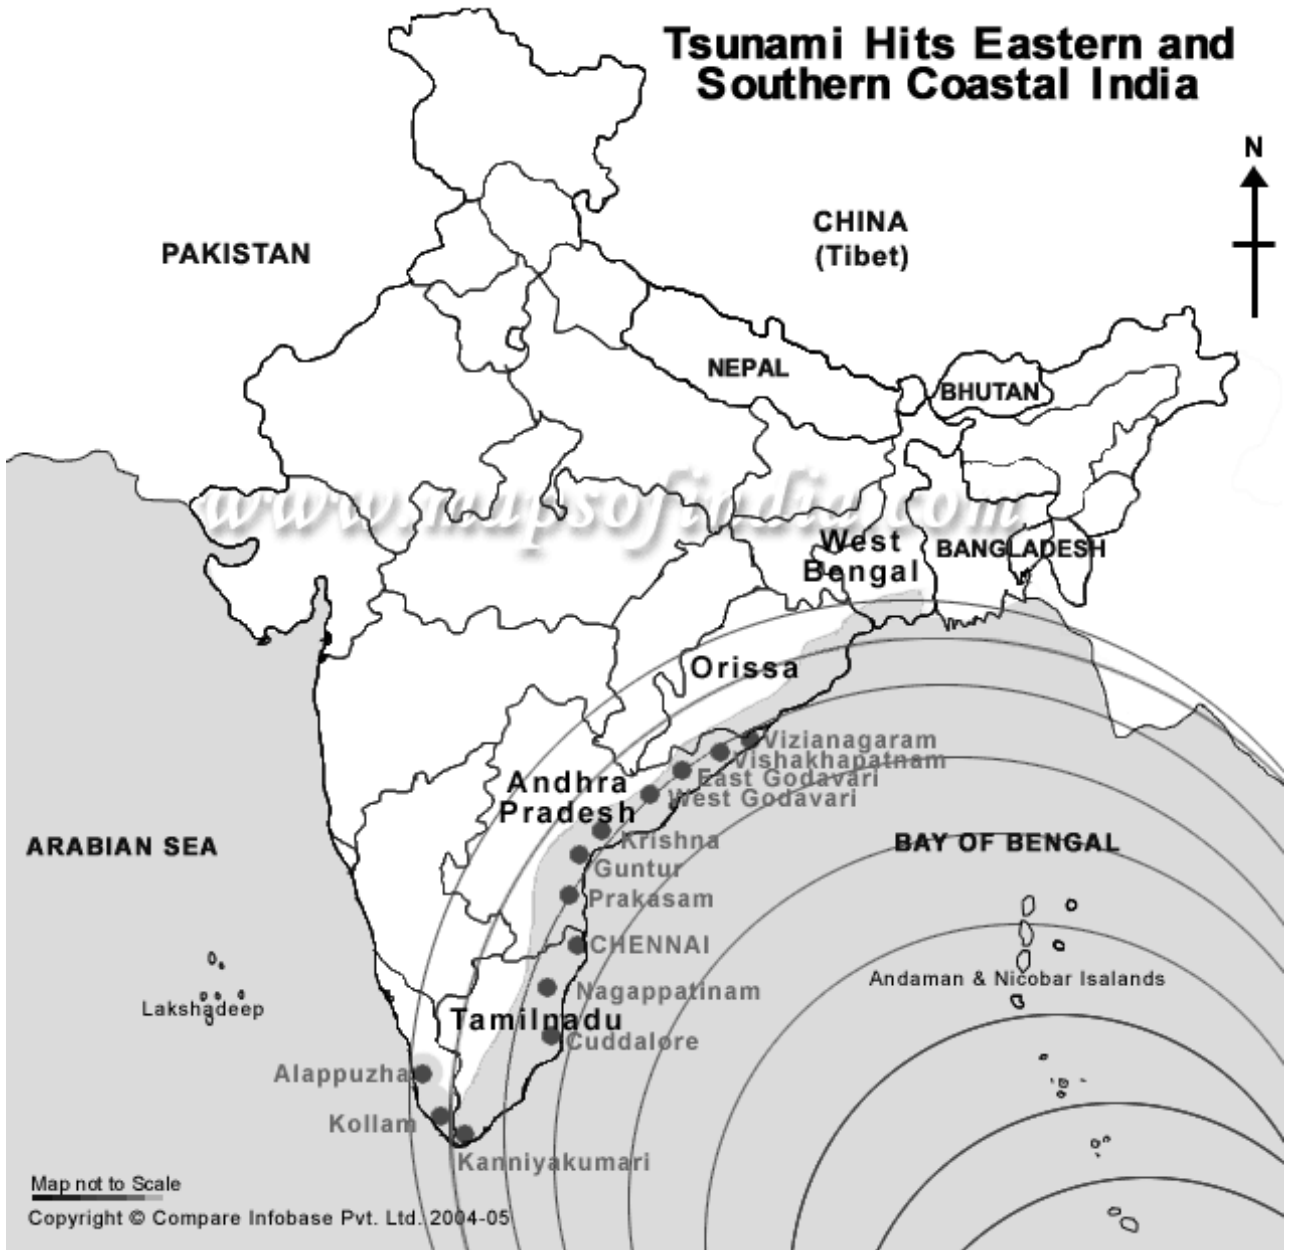 Tsunami Hits Eastern and
Southern Coastal India
N
CHINA
(Tibet)
PAKISTAN
NEPAL
BHUTAN
www.mapsofindia.com
West
Bengal
BANGLADESH
Orissa
Vizianagaram
Vishakhapatnam
East Godavari
West Godavari
Andhra
Pradesh
Krishna
Guntur
Prakasam
ARABIAN SEA
BAY OF BENGAL
CHENNAI
Andaman & Nicobar Isalands
Nagappatinam
Lakshadeep
Tamilnadu
Cuddalore
Alappuzha
Kollam
Kanniyakumari
Map not to Scale
Copyright © Compare Infobase Pvt. Ltd. 2004-05